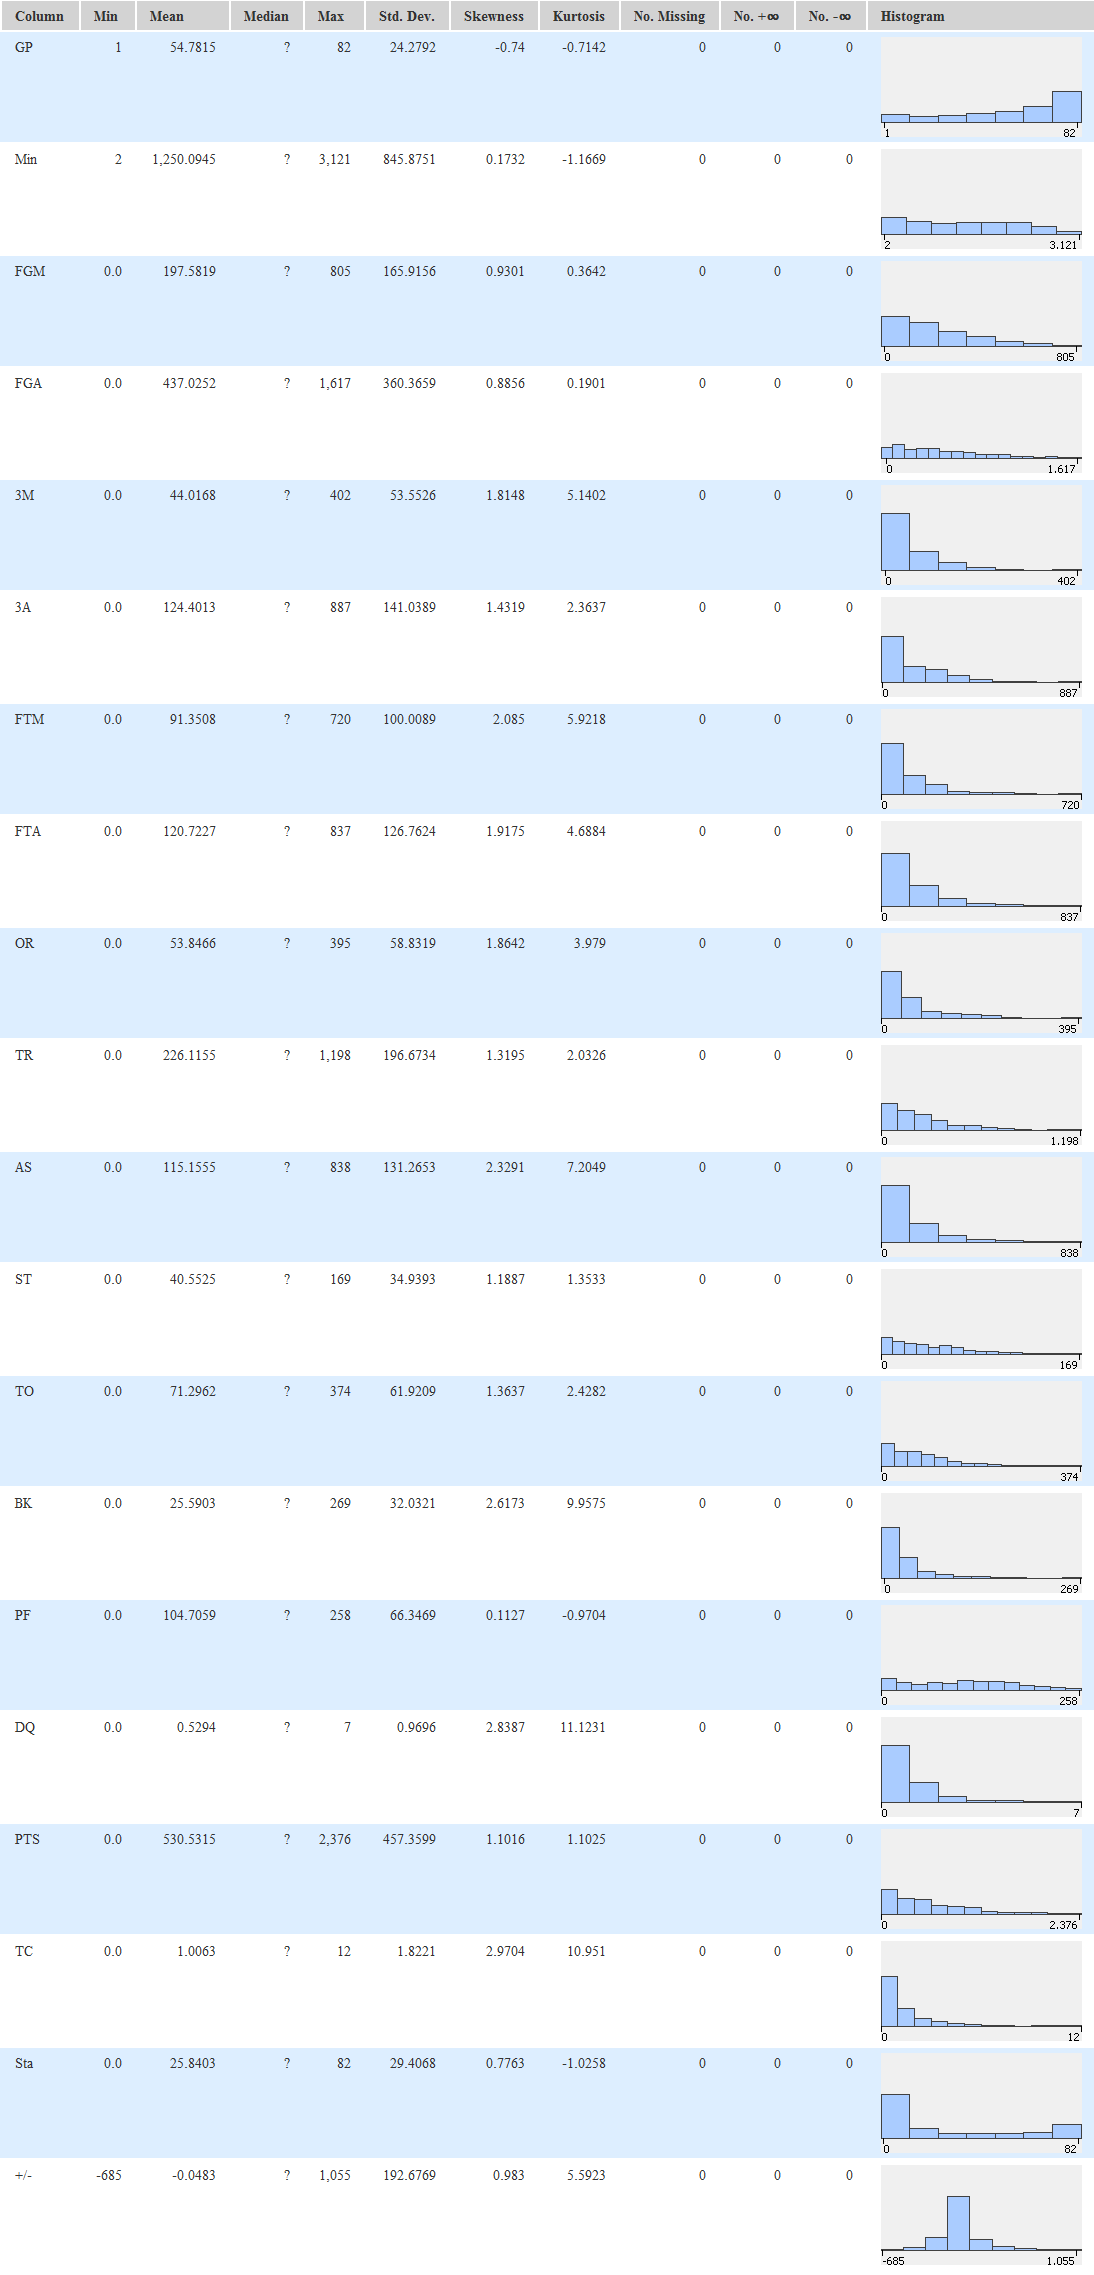 Column Min Mean Median Max Std. Dev. Skewness Kurtosis No. Missing No. +∞ No. -∞ Histogram
GP 1 54.7815 ? 82 24.2792 -0.74 -0.7142 0 0 0
1 82
Min 2 1,250.0945 ? 3,121 845.8751 0.1732 -1.1669 0 0 0
2 3.121
FGM 0.0 197.5819 ? 805 165.9156 0.9301 0.3642 0 0 0
0 805
FGA 0.0 437.0252 ? 1,617 360.3659 0.8856 0.1901 0 0 0
0 1.617
3M 0.0 44.0168 ? 402 53.5526 1.8148 5.1402 0 0 0
0 402
3A 0.0 124.4013 ? 887 141.0389 1.4319 2.3637 0 0 0
0 887
FTM 0.0 91.3508 ? 720 100.0089 2.085 5.9218 0 0 0
0 720
FTA 0.0 120.7227 ? 837 126.7624 1.9175 4.6884 0 0 0
0 837
OR 0.0 53.8466 ? 395 58.8319 1.8642 3.979 0 0 0
0 395
TR 0.0 226.1155 ? 1,198 196.6734 1.3195 2.0326 0 0 0
0 1.198
AS 0.0 115.1555 ? 838 131.2653 2.3291 7.2049 0 0 0
0 838
ST 0.0 40.5525 ? 169 34.9393 1.1887 1.3533 0 0 0
0 169
TO 0.0 71.2962 ? 374 61.9209 1.3637 2.4282 0 0 0
0 374
BK 0.0 25.5903 ? 269 32.0321 2.6173 9.9575 0 0 0
0 269
PF 0.0 104.7059 ? 258 66.3469 0.1127 -0.9704 0 0 0
0 258
DQ 0.0 0.5294 ? 7 0.9696 2.8387 11.1231 0 0 0
0 7
PTS 0.0 530.5315 ? 2,376 457.3599 1.1016 1.1025 0 0 0
0 2.376
TC 0.0 1.0063 ? 12 1.8221 2.9704 10.951 0 0 0
0 12
Sta 0.0 25.8403 ? 82 29.4068 0.7763 -1.0258 0 0 0
0 82
+/- -685 -0.0483 ? 1,055 192.6769 0.983 5.5923 0 0 0
-685 1.055